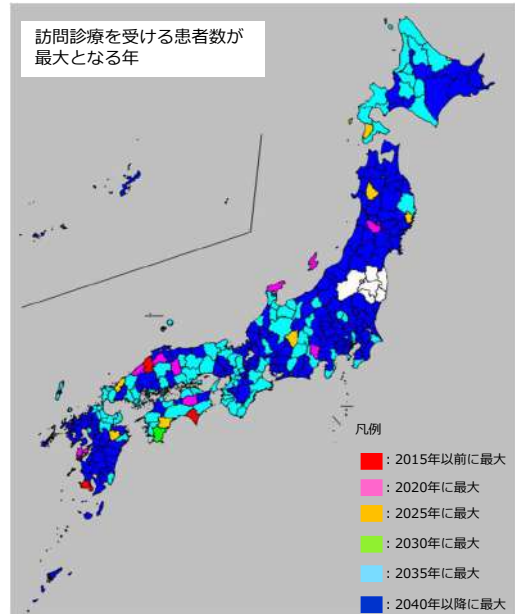 訪問診療を受ける患者数が
最大となる年
凡例
：2015年以前に最大
：2020年に最大
：2025年に最大
：2030年に最大
：2035年に最大
：2040年以降に最大